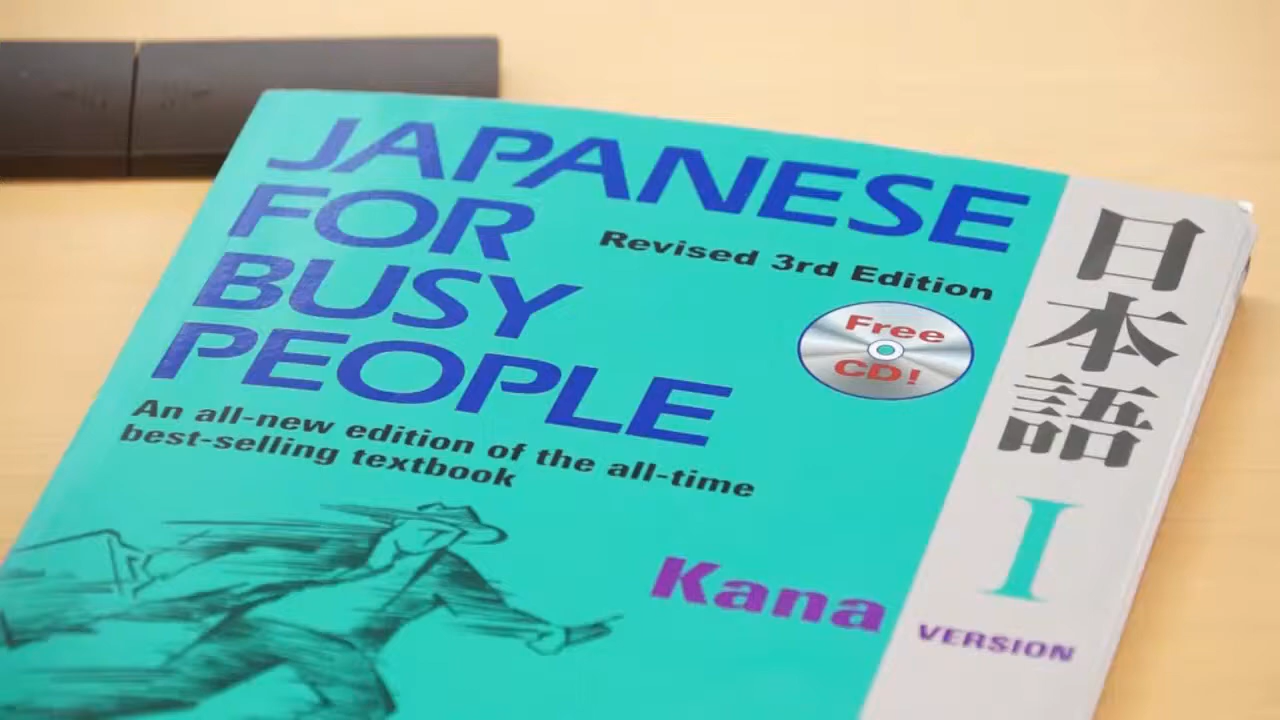 JAPANESE
FOR
BUSY
PEOPLE
Revised 3rd Edition
Free
CD!
An all-new edition of the all-time
best-selling textbook
Kana
VERSION
日本語
I